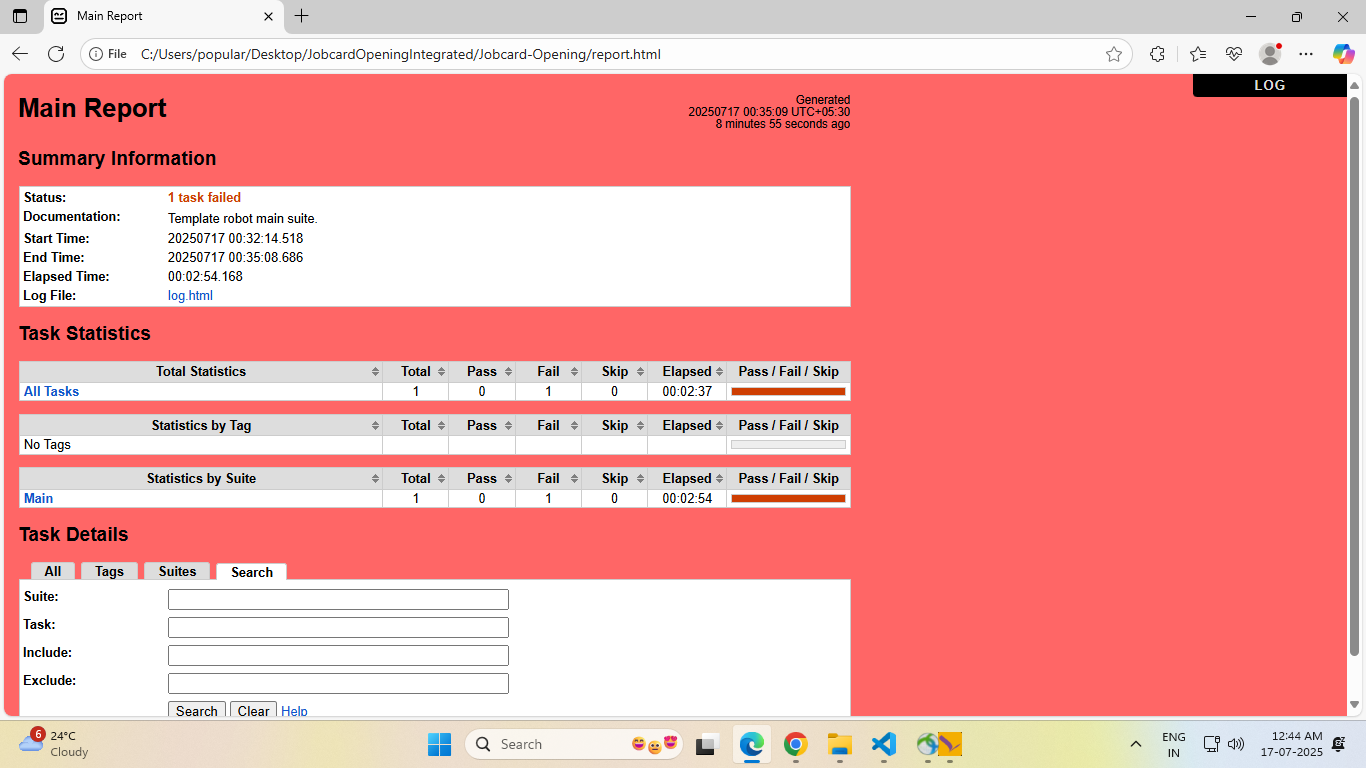 Main Report
File C:/Users/popular/Desktop/JobcardOpeningIntegrated/Jobcard-Opening/report.html
LOG
Main Report
Generated
20250717 00:35:09 UTC+05:30
8 minutes 55 seconds ago
Summary Information
Status: 1 task failed
Documentation: Template robot main suite.
Start Time: 20250717 00:32:14.518
End Time: 20250717 00:35:08.686
Elapsed Time: 00:02:54.168
Log File: log.html
Task Statistics
Total Statistics Total Pass Fail Skip Elapsed Pass / Fail / Skip
All Tasks 1 0 1 0 00:02:37
Statistics by Tag Total Pass Fail Skip Elapsed Pass / Fail / Skip
No Tags
Statistics by Suite Total Pass Fail Skip Elapsed Pass / Fail / Skip
Main 1 0 1 0 00:02:54
Task Details
All Tags Suites Search
Suite:
Task:
Include:
Exclude:
Search Clear Help
6 24°C
Cloudy
Search
ENG
IN
12:44 AM
17-07-2025